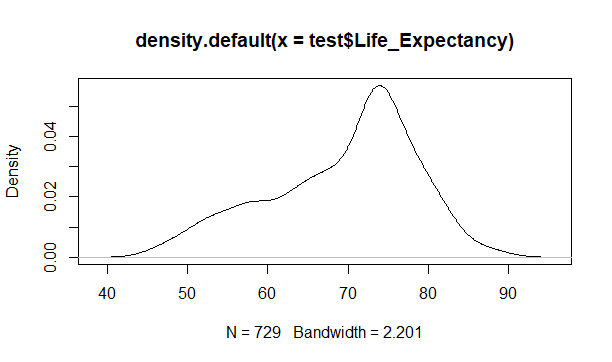 density.default(x = test$Life_Expectancy)
Density
0.04
0.02
0.00
40 50 60 70 80 90
N = 729 Bandwidth = 2.201